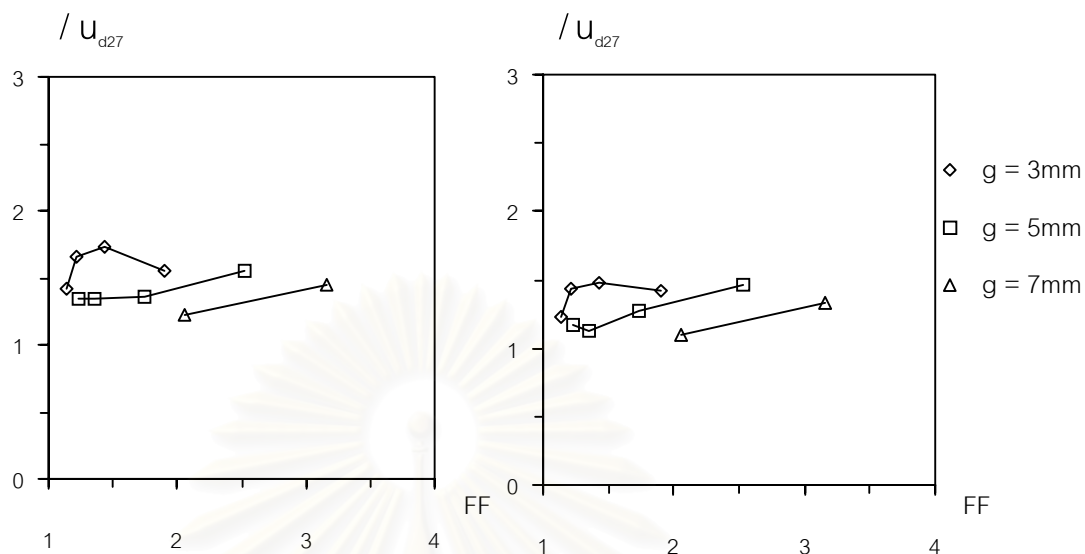 / u_d27
3
2
1
0
FF
1 2 3 4
/ u_d27
3
2
1
0
FF
1 2 3 4
g = 3mm
g = 5mm
g = 7mm